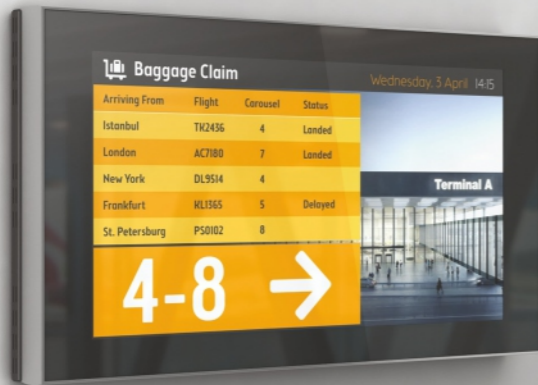 Baggage Claim
Wednesday, 3 April 14:15
Arriving From Flight Carousel Status
Istanbul TK2436 4 Landed
London AC7180 7 Landed
New York DL9514 4
Frankfurt KL1365 5 Delayed
St. Petersburg PS0102 8
4-8
Terminal A